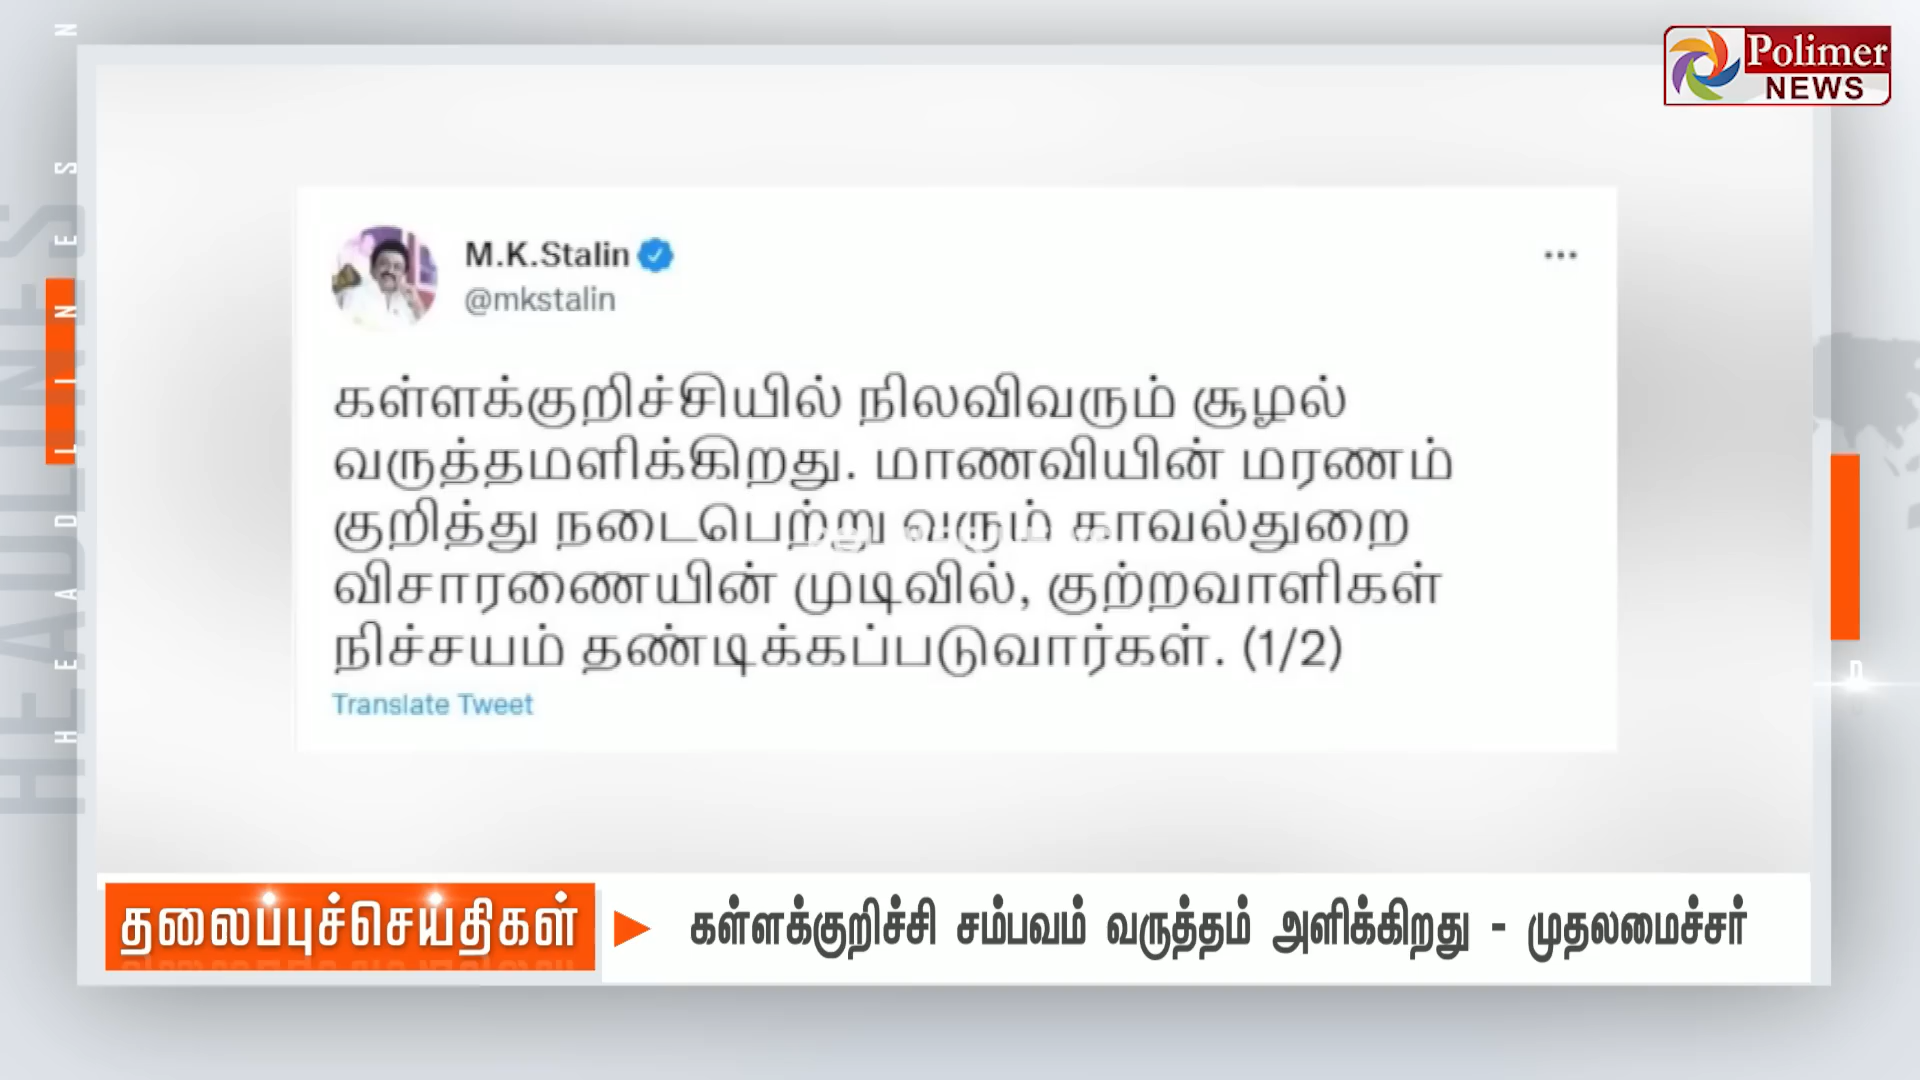 Polimer
NEWS
HEADLINES
HEADLINES N
M.K.Stalin
@mkstalin
கள்ளக்குறிச்சியில் நிலவிவரும் சூழல்
வருத்தமளிக்கிறது. மாணவியின் மரணம்
குறித்து நடைபெற்று வரும் காவல்துறை
விசாரணையின் முடிவில், குற்றவாளிகள்
நிச்சயம் தண்டிக்கப்படுவார்கள். (1/2)
Translate Tweet
தலைப்புச்செய்திகள்
கள்ளக்குறிச்சி சம்பவம் வருத்தம் அளிக்கிறது - முதலமைச்சர்